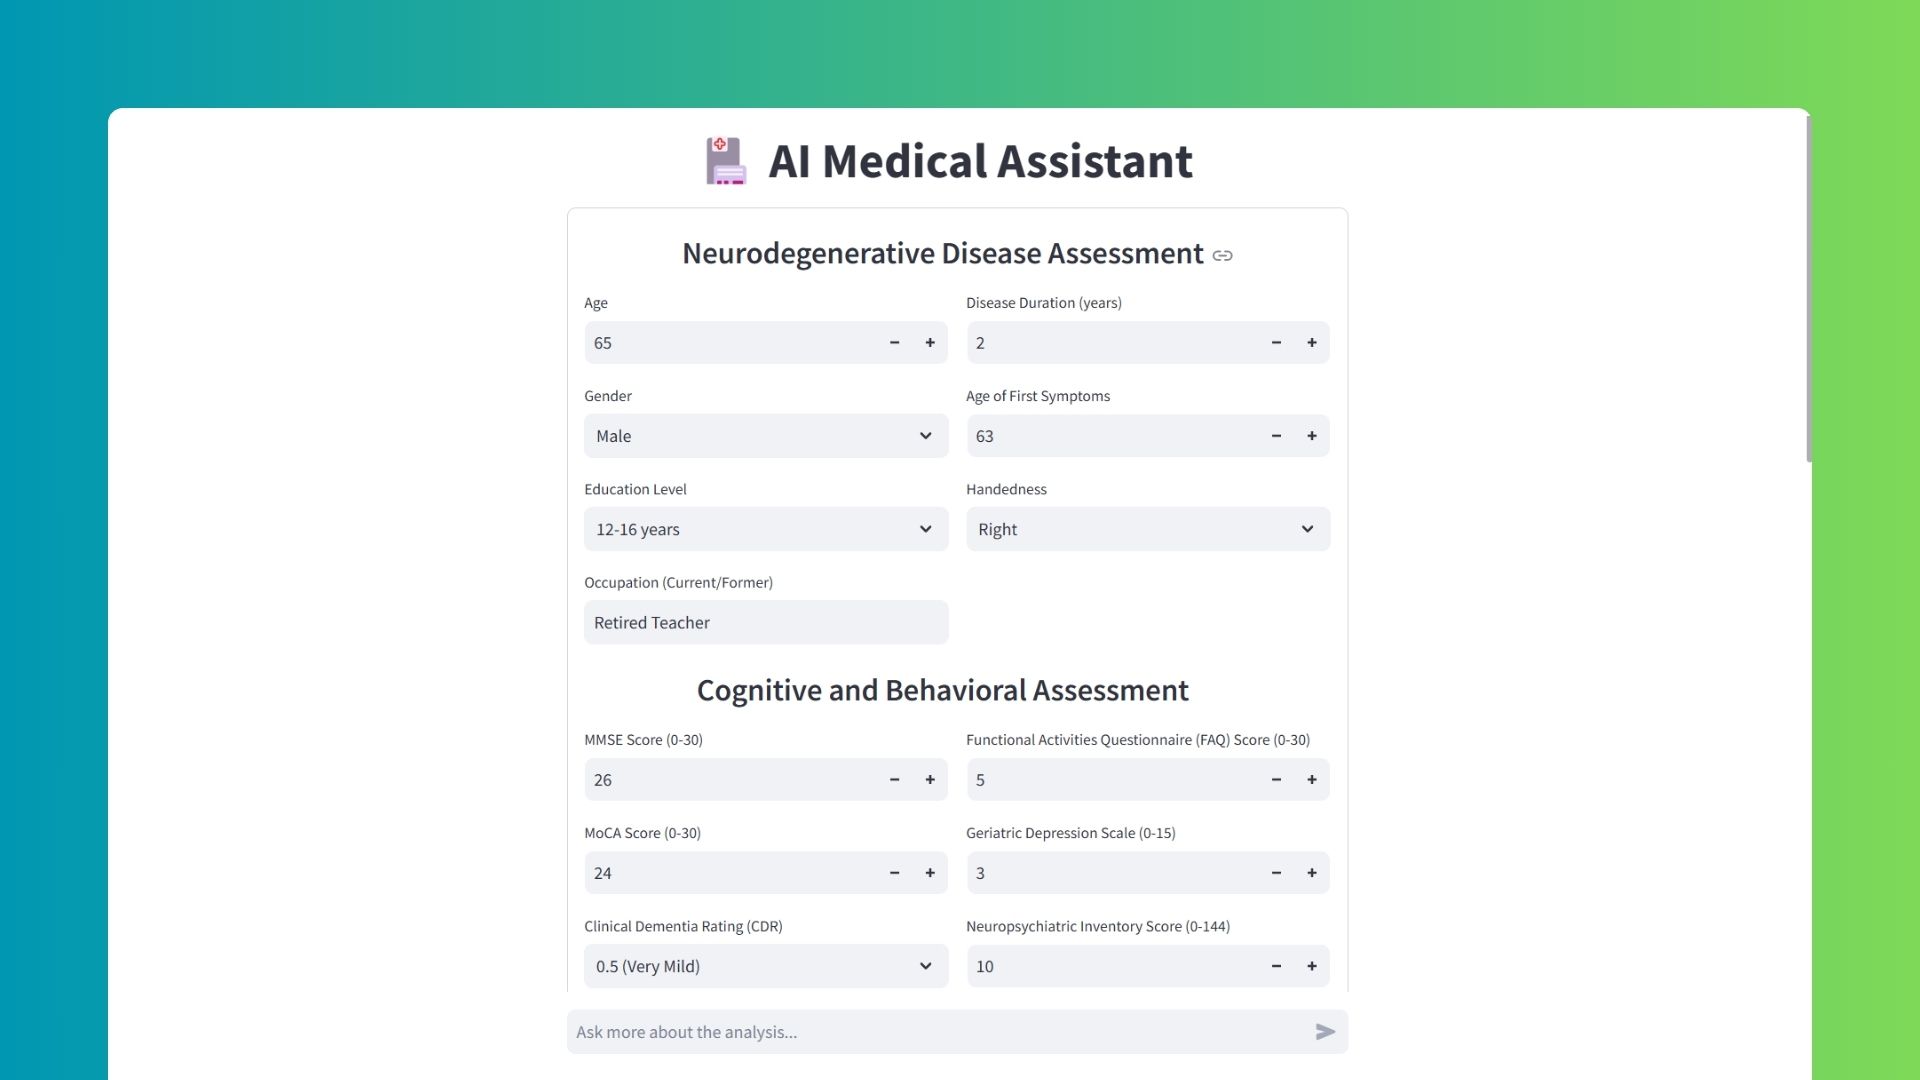 AI Medical Assistant
Neurodegenerative Disease Assessment
Age
65
Disease Duration (years)
2
Gender
Male
Age of First Symptoms
63
Education Level
12-16 years
Handedness
Right
Occupation (Current/Former)
Retired Teacher
Cognitive and Behavioral Assessment
MMSE Score (0-30)
26
Functional Activities Questionnaire (FAQ) Score (0-30)
5
MoCA Score (0-30)
24
Geriatric Depression Scale (0-15)
3
Clinical Dementia Rating (CDR)
0.5 (Very Mild)
Neuropsychiatric Inventory Score (0-144)
10
Ask more about the analysis...